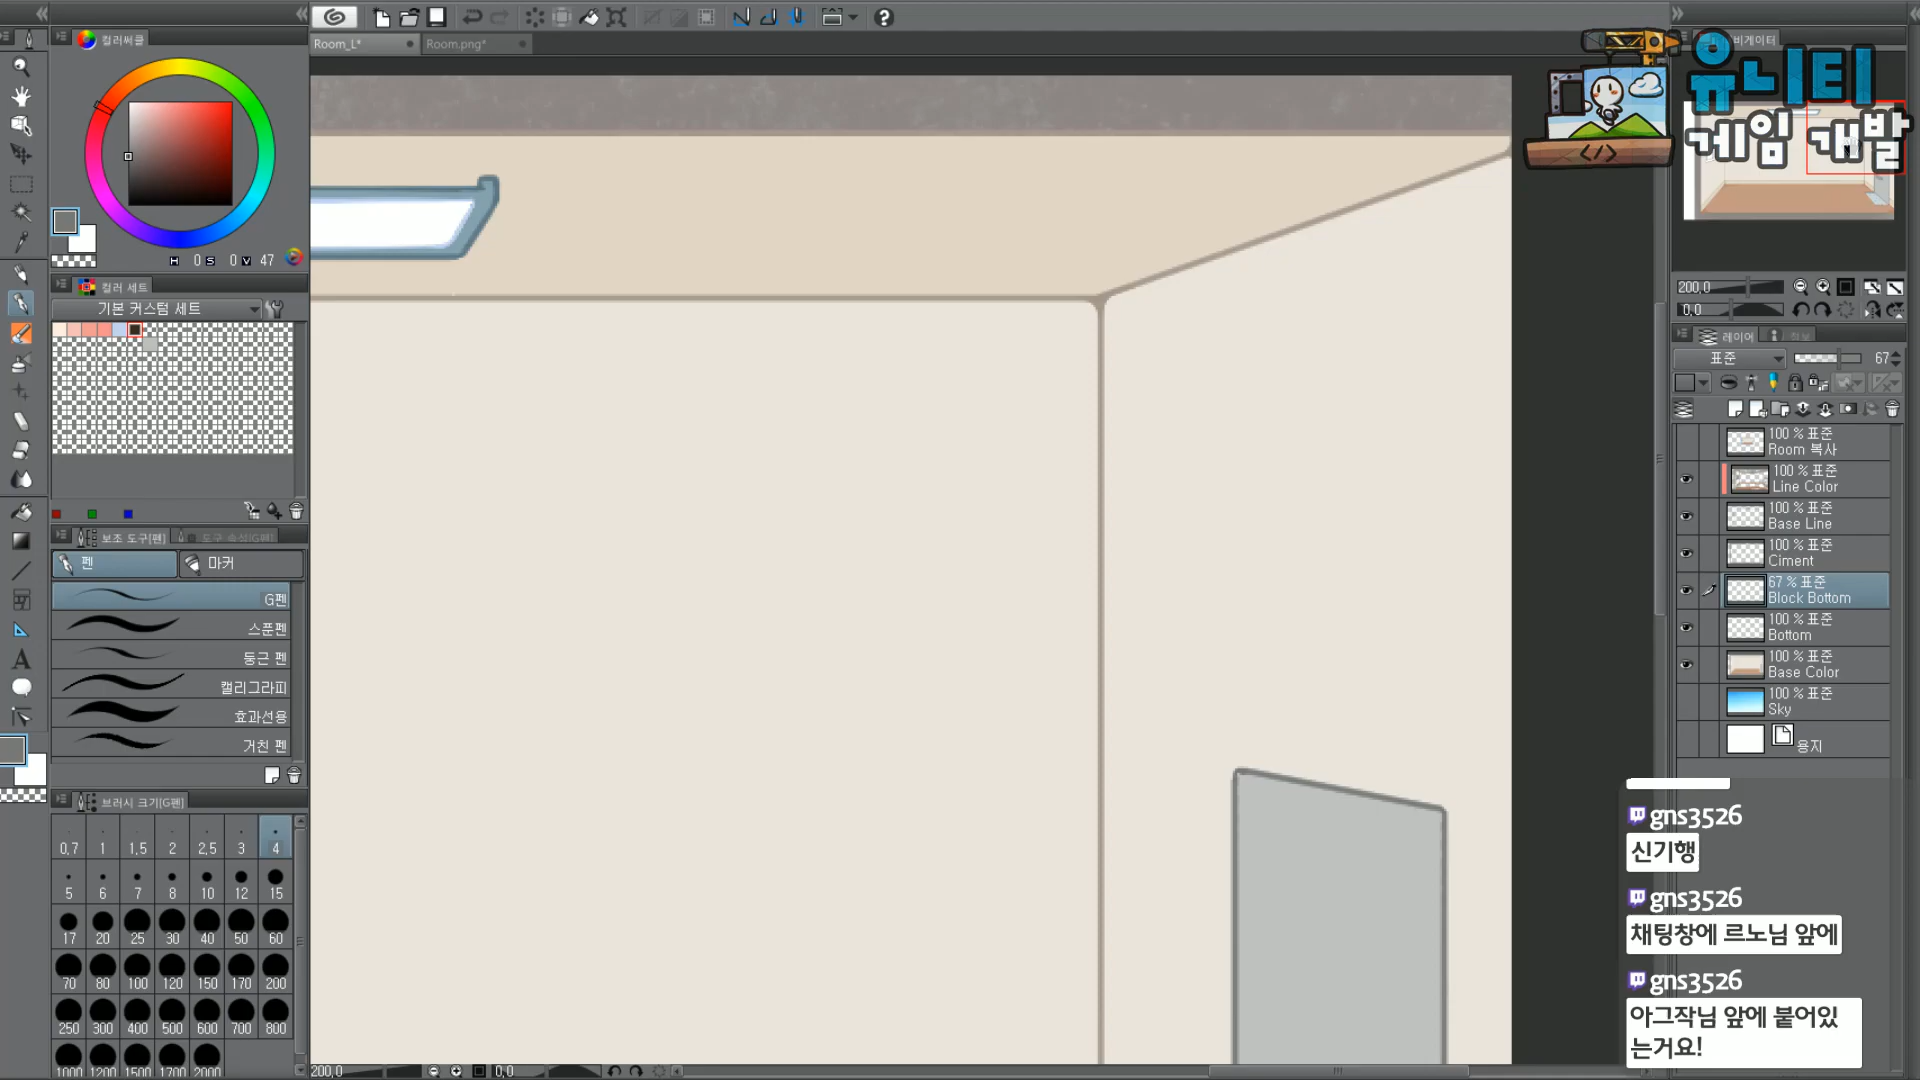 컬러써클
Room_L*
Room.png*
비게이터
유니티
게임 개발
</>
H 0 S 0 V 47
컬러 세트
기본 커스텀 세트
보조 도구[펜]
도구 속성[G펜]
펜
마커
G펜
스푼펜
둥근 펜
캘리그라피
효과선용
거친 펜
브러시 크기[G펜]
0.7 1 1.5 2 2.5 3 4
5 6 7 8 10 12 15
17 20 25 30 40 50 60
70 80 100 120 150 170 200
250 300 400 500 600 700 800
1000 1200 1500 1700 2000
200.0
0.0
200.0
0.0
레이어
정보
표준
67
100 % 표준
Room 복사
100 % 표준
Line Color
100 % 표준
Base Line
100 % 표준
Ciment
67 % 표준
Block Bottom
100 % 표준
Bottom
100 % 표준
Base Color
100 % 표준
Sky
용지
gns3526
신기행
gns3526
채팅창에 르노님 앞에
gns3526
아그작님 앞에 붙어있
는거요!